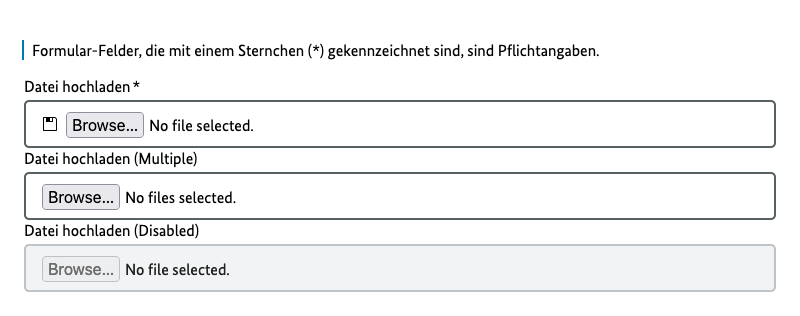 Formular-Felder, die mit einem Sternchen (*) gekennzeichnet sind, sind Pflichtangaben.
Datei hochladen*
Browse... No file selected.
Datei hochladen (Multiple)
Browse... No files selected.
Datei hochladen (Disabled)
Browse... No file selected.